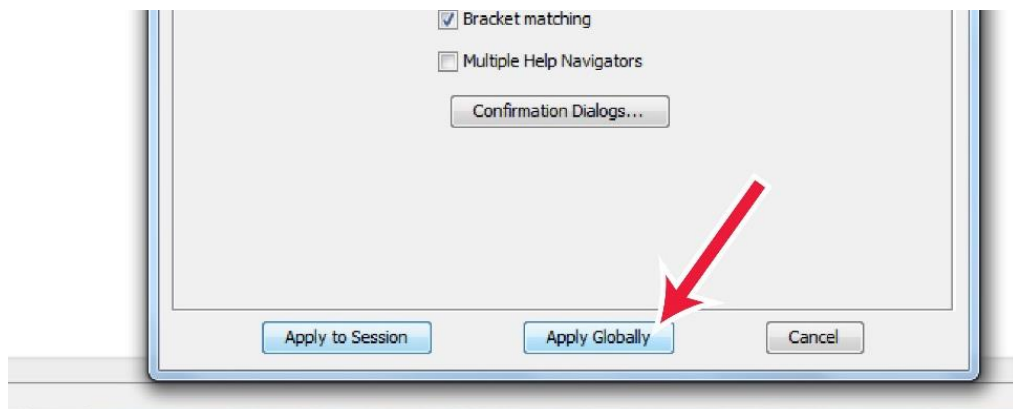 Bracket matching
Multiple Help Navigators
Confirmation Dialogs...
Apply to Session
Apply Globally
Cancel